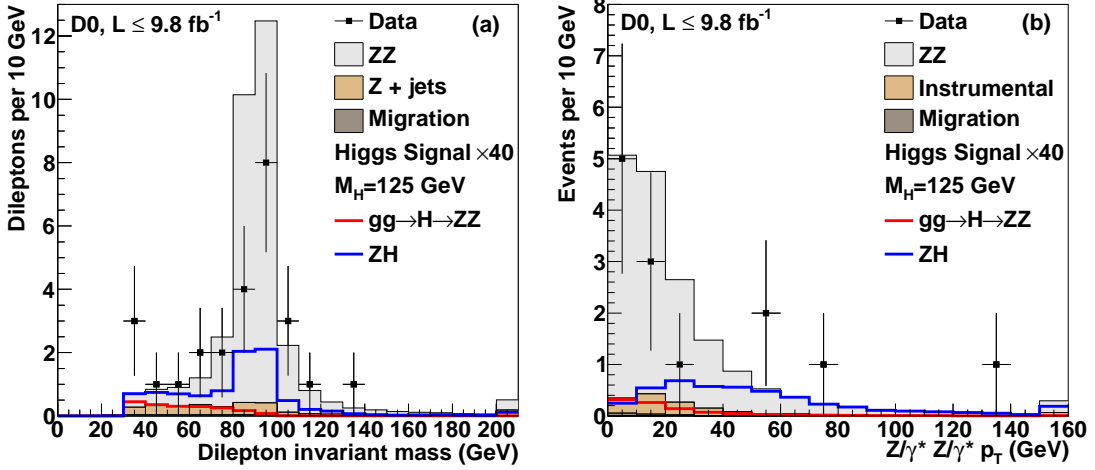 D0, L ≤ 9.8 fb⁻¹
(a)
Data
ZZ
Z + jets
Migration
Higgs Signal ×40
M_H=125 GeV
gg→H→ZZ
ZH
Dileptons per 10 GeV
12
10
8
6
4
2
0
0 20 40 60 80 100 120 140 160 180 200
Dilepton invariant mass (GeV)
D0, L ≤ 9.8 fb⁻¹
(b)
Data
ZZ
Instrumental
Migration
Higgs Signal ×40
M_H=125 GeV
gg→H→ZZ
ZH
Events per 10 GeV
8
7
6
5
4
3
2
1
0
0 20 40 60 80 100 120 140 160
Z/γ* Z/γ* p_T (GeV)